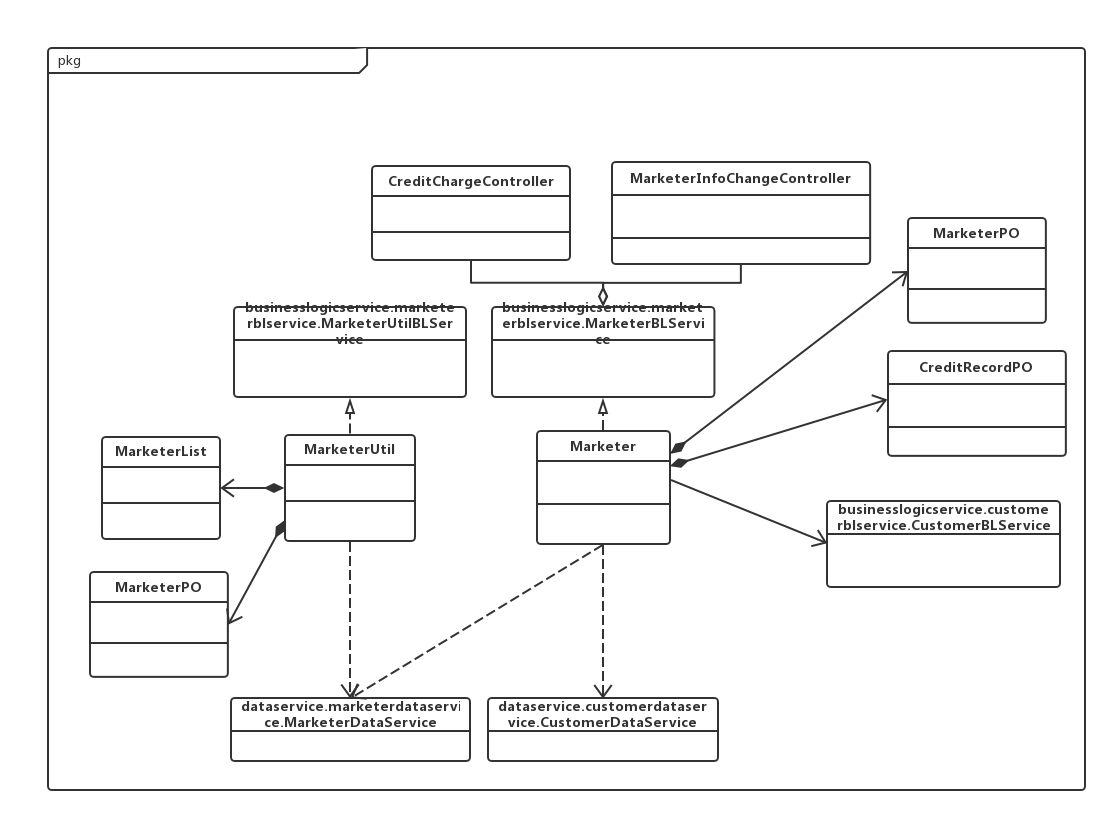 pkg
CreditChargeController
MarketerInfoChangeController
MarketerPO
businesslogicservice.markete
rblservice.MarketerUtilBLSer
vice
businesslogicservice.market
erblservice.MarketerBLServi
ce
CreditRecordPO
MarketerList
MarketerUtil
Marketer
businesslogicservice.custome
rblservice.CustomerBLService
MarketerPO
dataservice.marketerdataservi
ce.MarketerDataService
dataservice.customerdataser
vice.CustomerDataService